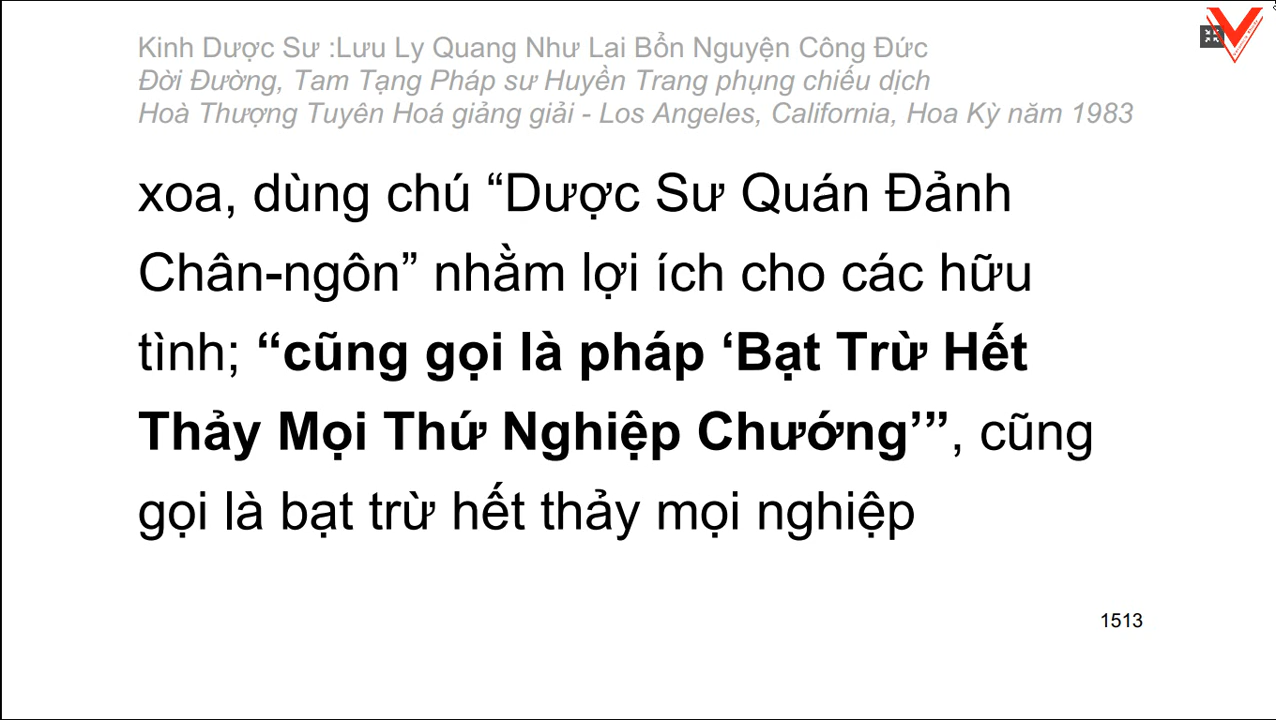 Kinh Dược Sư :Lưu Ly Quang Như Lai Bổn Nguyện Công Đức
Đời Đường, Tam Tạng Pháp sư Huyền Trang phụng chiếu dịch
Hoà Thượng Tuyên Hoá giảng giải - Los Angeles, California, Hoa Kỳ năm 1983
xoa, dùng chú “Dược Sư Quán Đảnh
Chân-ngôn” nhằm lợi ích cho các hữu
tình; “cũng gọi là pháp ‘Bạt Trừ Hết
Thảy Mọi Thứ Nghiệp Chướng’”, cũng
gọi là bạt trừ hết thảy mọi nghiệp
1513